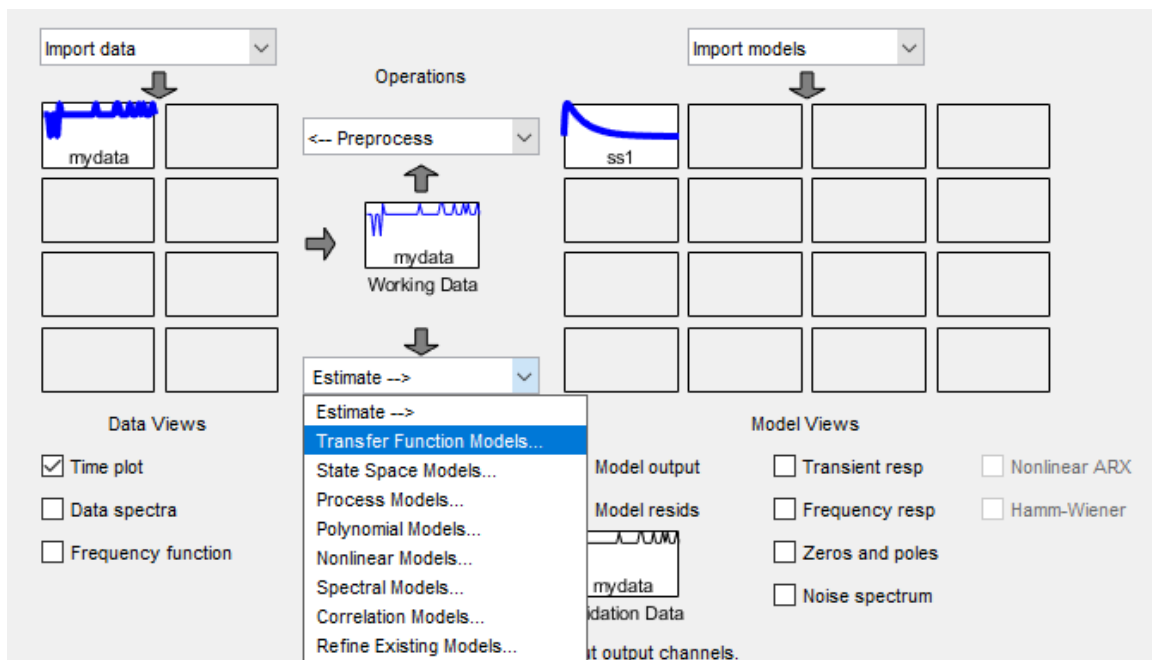 Import data
Import models
Operations
mydata
<-- Preprocess
ss1
mydata
Working Data
Estimate -->
Data Views
Estimate -->
Model Views
Transfer Function Models...
Time plot
State Space Models...
Model output
Transient resp
Nonlinear ARX
Process Models...
Data spectra
Model resids
Frequency resp
Hamm-Wiener
Polynomial Models...
Frequency function
Nonlinear Models...
Zeros and poles
Spectral Models...
mydata
Noise spectrum
Correlation Models...
idation Data
Refine Existing Models...
ut output channels.